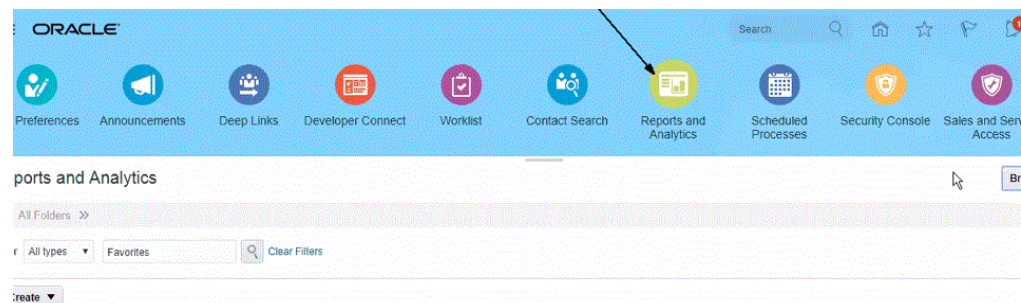 ORACLE
Search
Preferences Announcements Deep Links Developer Connect Worklist Contact Search Reports and Analytics Scheduled Processes Security Console Sales and Serv Access
ports and Analytics
Br
All Folders »
r All types Favorites Clear Filters
Create